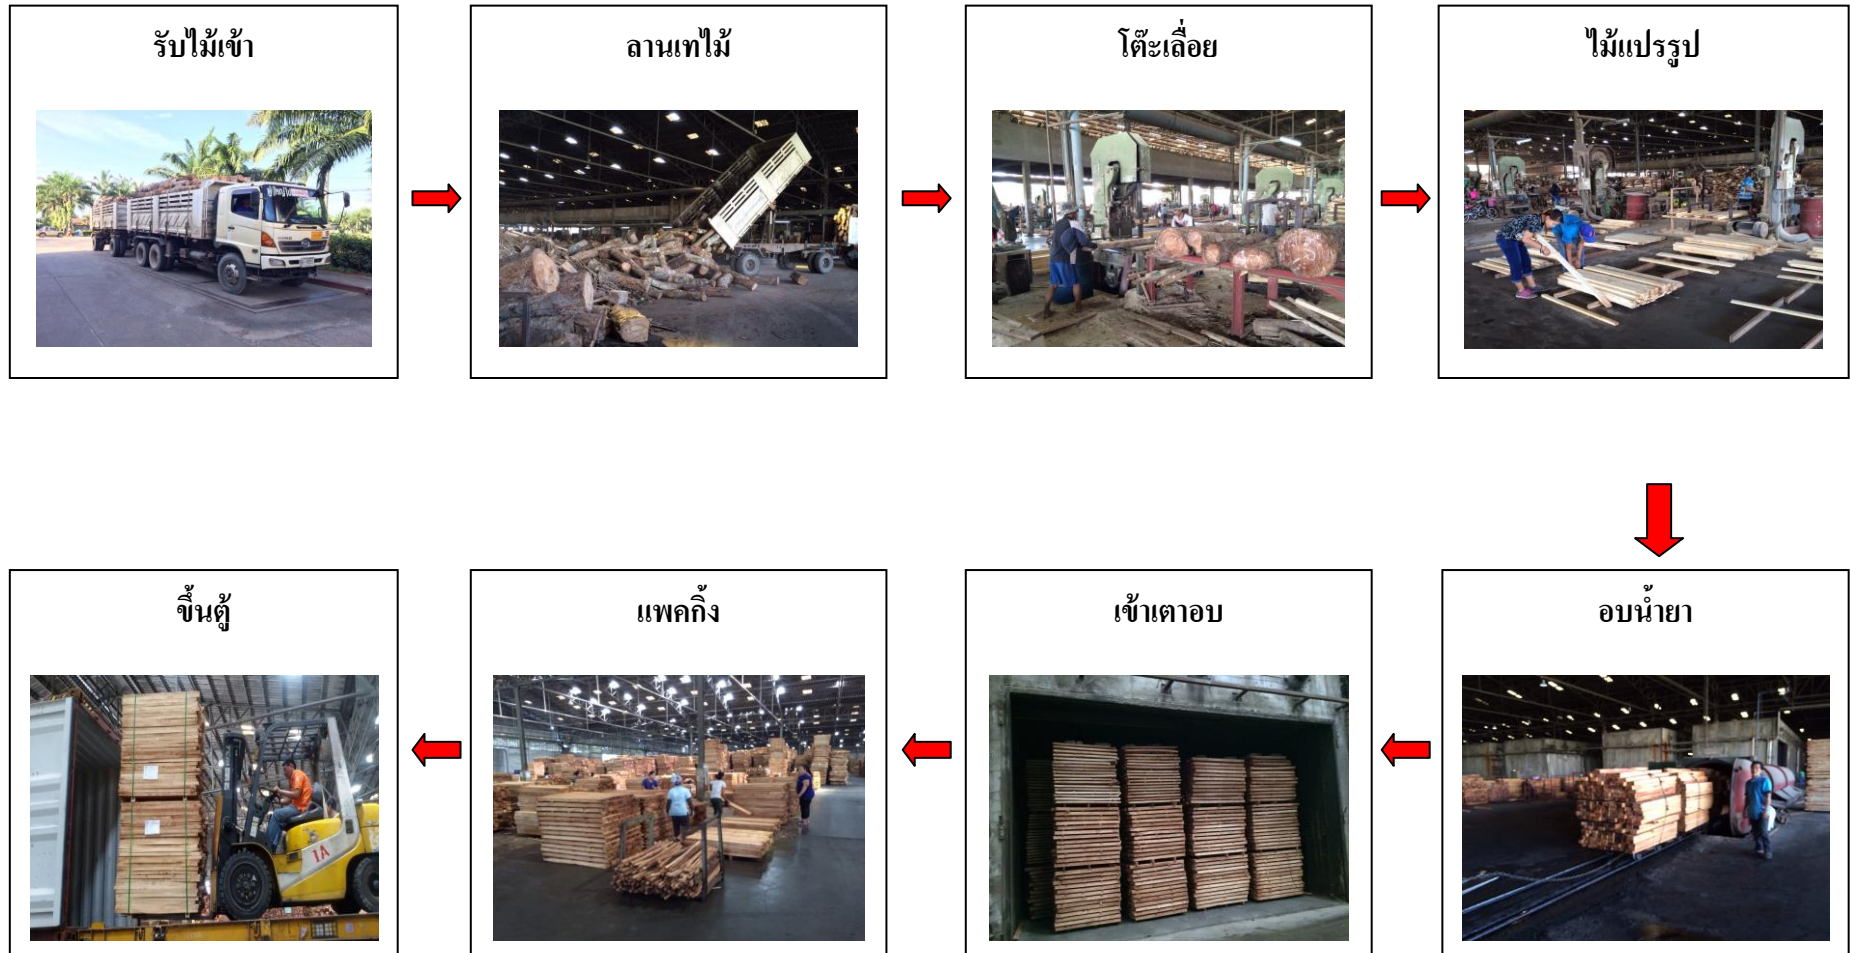 รับไม้เข้า
ลานเทไม้
โต๊ะเลื่อย
ไม้แปรรูป
อบน้ำยา
เข้าเตาอบ
แพคกิ้ง
ขึ้นตู้
1A